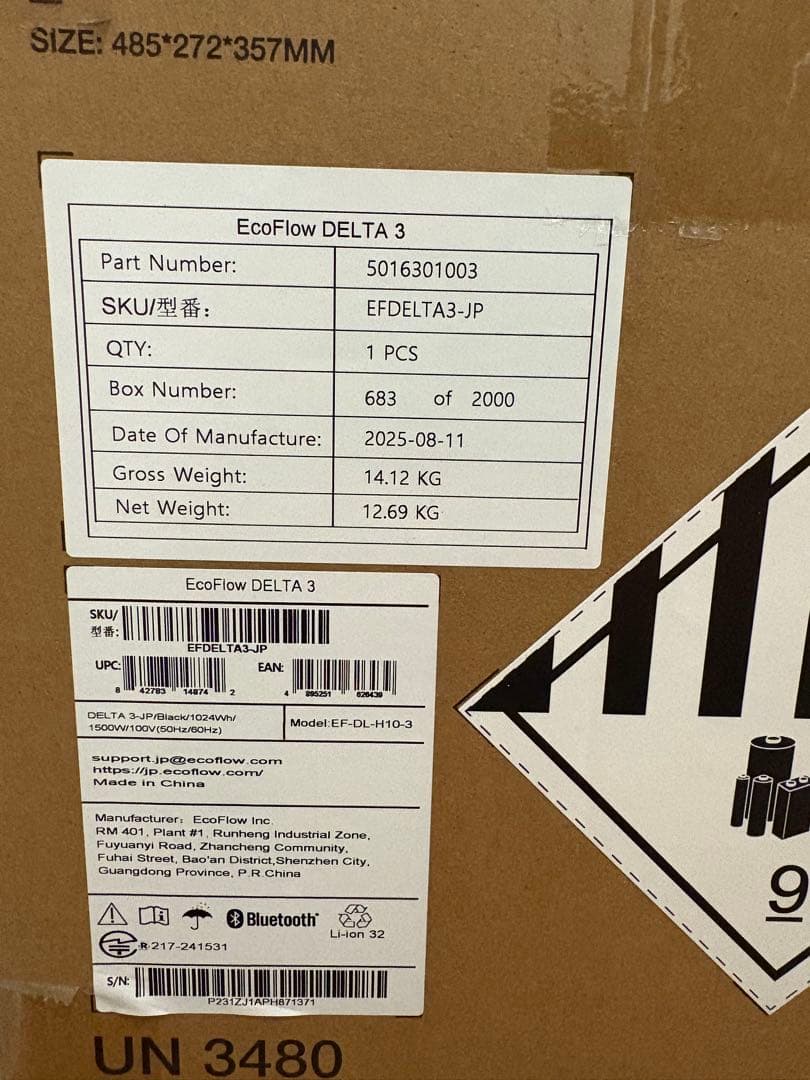 SIZE: 485*272*357MM
EcoFlow DELTA 3
Part Number: 5016301003
SKU/型番: EFDELTA3-JP
QTY: 1 PCS
Box Number: 683 of 2000
Date Of Manufacture: 2025-08-11
Gross Weight: 14.12 KG
Net Weight: 12.69 KG
EcoFlow DELTA 3
SKU/
型番:
EFDELTA3-JP
UPC: 8 42783 14874 2 EAN: 4 895251 626439
DELTA 3-JP/Black/1024Wh/
1500W/100V(50Hz/60Hz)
Model:EF-DL-H10-3
support.jp@ecoflow.com
https://jp.ecoflow.com/
Made in China
Manufacturer: EcoFlow Inc.
RM 401, Plant #1, Runheng Industrial Zone,
Fuyuanyi Road, Zhancheng Community,
Fuhai Street, Bao'an District,Shenzhen City,
Guangdong Province, P.R.China
Bluetooth
Li-ion 32
R 217-241531
S/N:
P231ZJ1APH871371
9
UN 3480